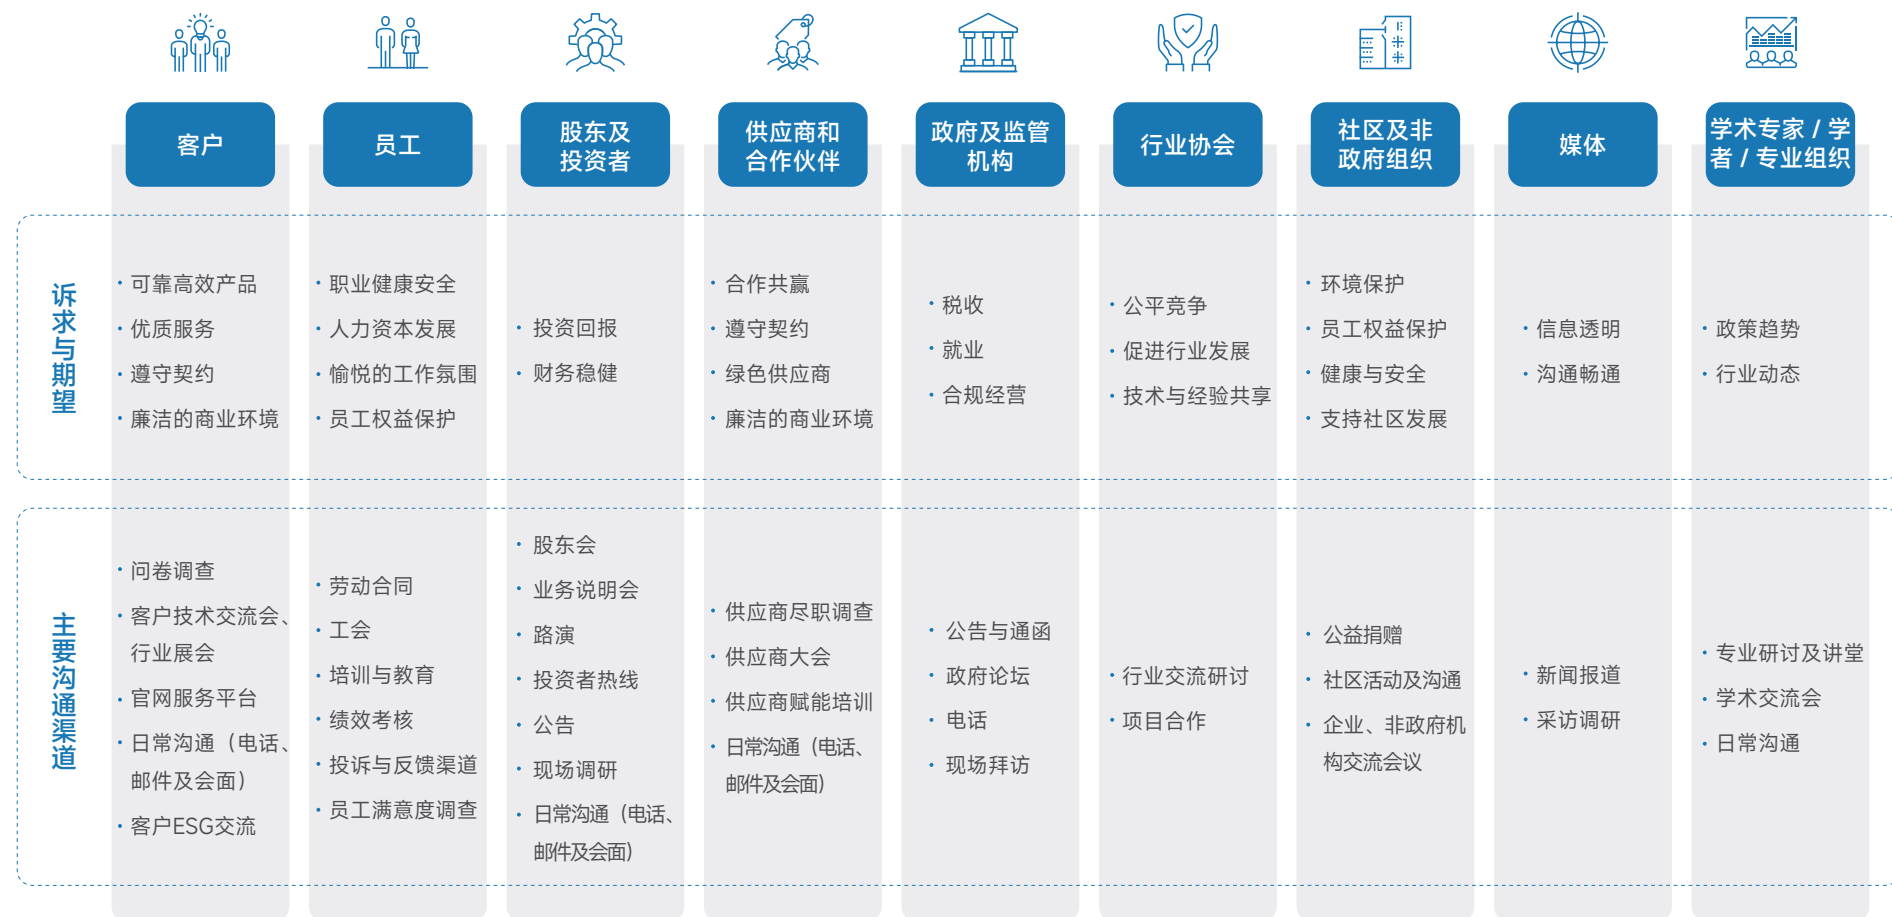 客户
员工
股东及
投资者
供应商和
合作伙伴
政府及监管
机构
行业协会
社区及非
政府组织
媒体
学术专家 / 学
者 / 专业组织
诉求与期望
· 可靠高效产品
· 优质服务
· 遵守契约
· 廉洁的商业环境
· 职业健康安全
· 人力资本发展
· 愉悦的工作氛围
· 员工权益保护
· 投资回报
· 财务稳健
· 合作共赢
· 遵守契约
· 绿色供应商
· 廉洁的商业环境
· 税收
· 就业
· 合规经营
· 公平竞争
· 促进行业发展
· 技术与经验共享
· 环境保护
· 员工权益保护
· 健康与安全
· 支持社区发展
· 信息透明
· 沟通畅通
· 政策趋势
· 行业动态
主要沟通渠道
· 问卷调查
· 客户技术交流会、
行业展会
· 官网服务平台
· 日常沟通（电话、
邮件及会面）
· 客户ESG交流
· 劳动合同
· 工会
· 培训与教育
· 绩效考核
· 投诉与反馈渠道
· 员工满意度调查
· 股东会
· 业务说明会
· 路演
· 投资者热线
· 公告
· 现场调研
· 日常沟通（电话、
邮件及会面）
· 供应商尽职调查
· 供应商大会
· 供应商赋能培训
· 日常沟通（电话、
邮件及会面）
· 公告与通函
· 政府论坛
· 电话
· 现场拜访
· 行业交流研讨
· 项目合作
· 公益捐赠
· 社区活动及沟通
· 企业、非政府机
构交流会议
· 新闻报道
· 采访调研
· 专业研讨及讲堂
· 学术交流会
· 日常沟通